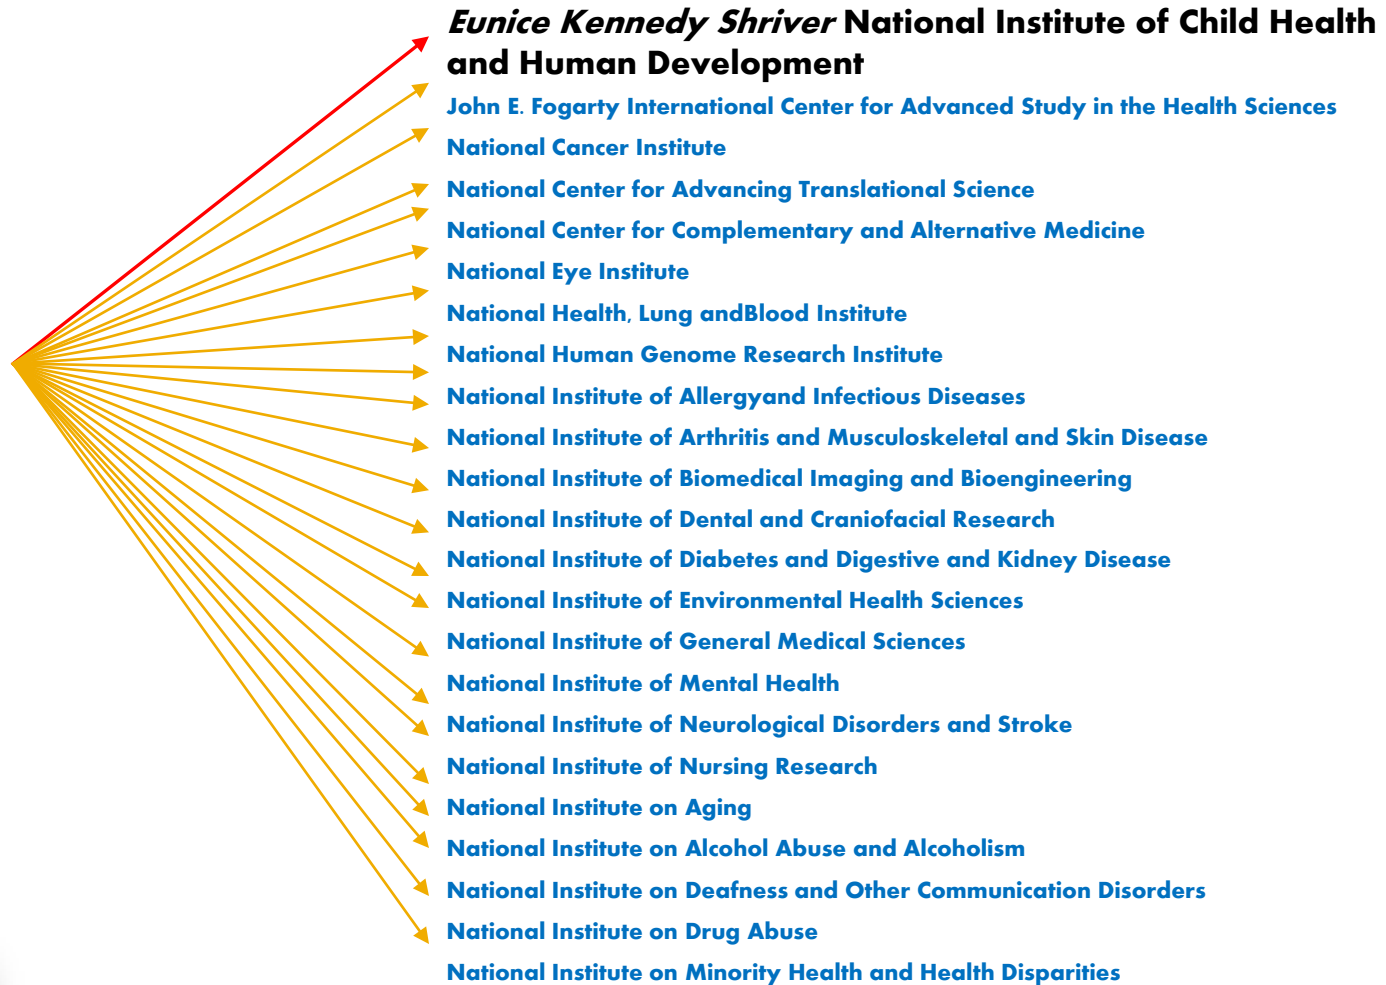 Eunice Kennedy Shriver National Institute of Child Health
and Human Development
John E. Fogarty International Center for Advanced Study in the Health Sciences
National Cancer Institute
National Center for Advancing Translational Science
National Center for Complementary and Alternative Medicine
National Eye Institute
National Health, Lung andBlood Institute
National Human Genome Research Institute
National Institute of Allergyand Infectious Diseases
National Institute of Arthritis and Musculoskeletal and Skin Disease
National Institute of Biomedical Imaging and Bioengineering
National Institute of Dental and Craniofacial Research
National Institute of Diabetes and Digestive and Kidney Disease
National Institute of Environmental Health Sciences
National Institute of General Medical Sciences
National Institute of Mental Health
National Institute of Neurological Disorders and Stroke
National Institute of Nursing Research
National Institute on Aging
National Institute on Alcohol Abuse and Alcoholism
National Institute on Deafness and Other Communication Disorders
National Institute on Drug Abuse
National Institute on Minority Health and Health Disparities